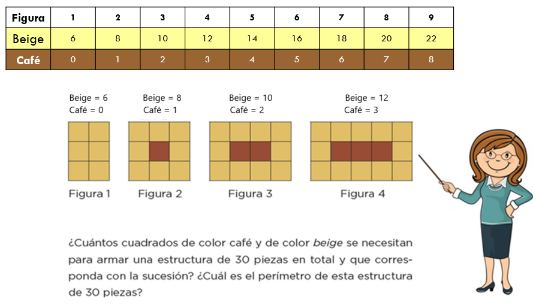 Figura 1 2 3 4 5 6 7 8 9
Beige 6 8 10 12 14 16 18 20 22
Café 0 1 2 3 4 5 6 7 8
Beige = 6 Beige = 8 Beige = 10 Beige = 12
Café = 0 Café = 1 Café = 2 Café = 3
Figura 1 Figura 2 Figura 3 Figura 4
¿Cuántos cuadrados de color café y de color beige se necesitan
para armar una estructura de 30 piezas en total y que corres-
ponda con la sucesión? ¿Cuál es el perímetro de esta estructura
de 30 piezas?